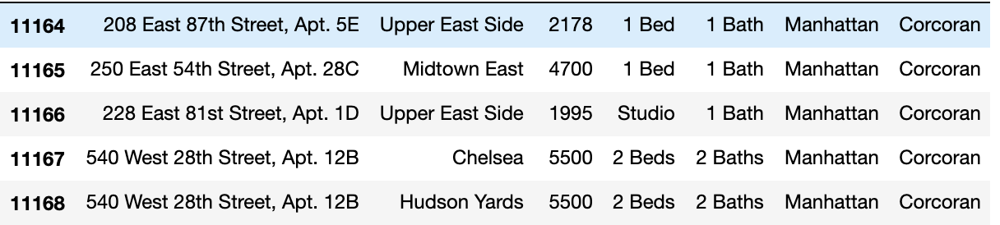 11164 208 East 87th Street, Apt. 5E Upper East Side 2178 1 Bed 1 Bath Manhattan Corcoran
11165 250 East 54th Street, Apt. 28C Midtown East 4700 1 Bed 1 Bath Manhattan Corcoran
11166 228 East 81st Street, Apt. 1D Upper East Side 1995 Studio 1 Bath Manhattan Corcoran
11167 540 West 28th Street, Apt. 12B Chelsea 5500 2 Beds 2 Baths Manhattan Corcoran
11168 540 West 28th Street, Apt. 12B Hudson Yards 5500 2 Beds 2 Baths Manhattan Corcoran